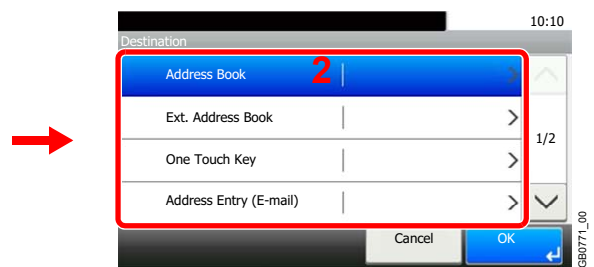 10:10
Destination
Address Book
2
Ext. Address Book
One Touch Key
1/2
Address Entry (E-mail)
Cancel
OK
GB0771_00